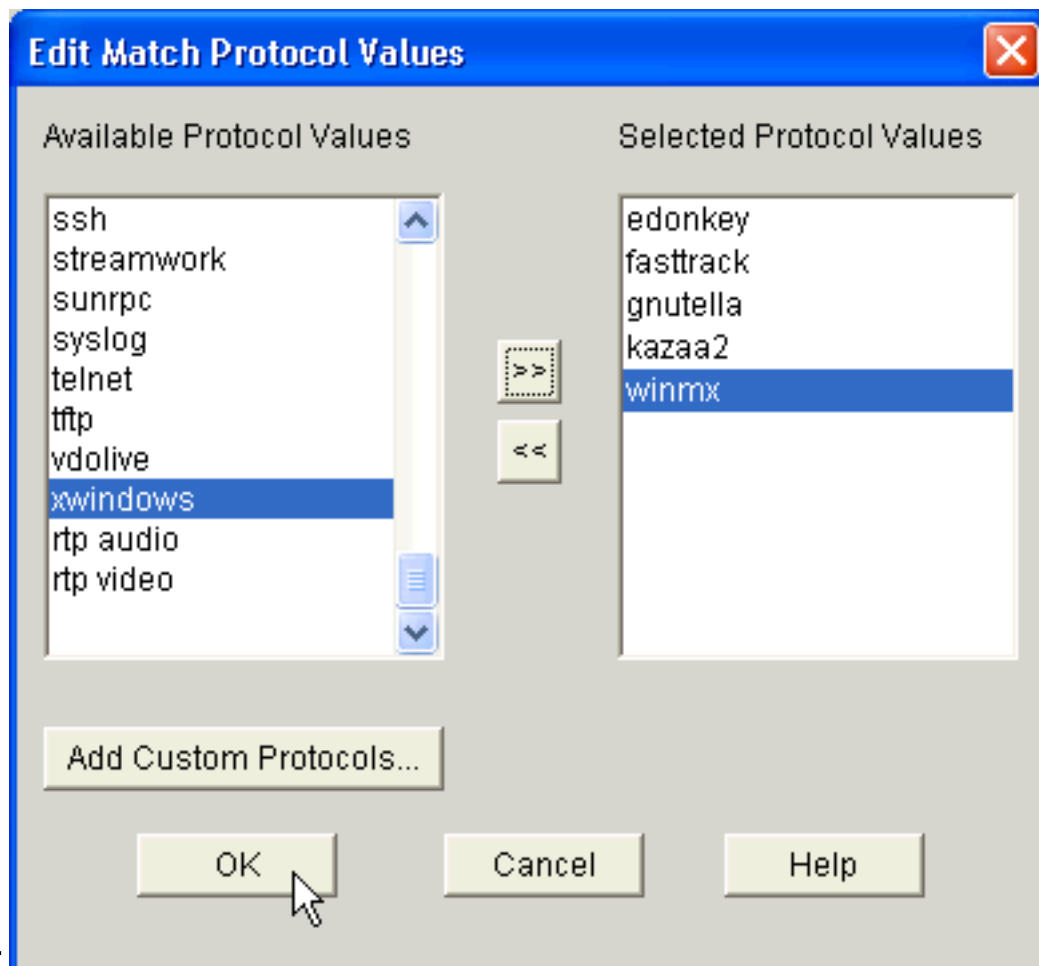 Edit Match Protocol Values
Available Protocol Values
Selected Protocol Values
ssh
streamwork
sunrpc
syslog
telnet
tftp
vdolive
xwindows
rtp audio
rtp video
>>
<<
edonkey
fasttrack
gnutella
kazaa2
winmx
Add Custom Protocols...
OK
Cancel
Help